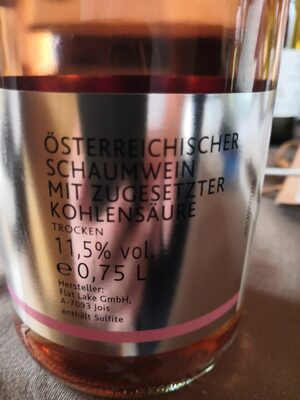 ÖSTERREICHISCHER
SCHAUMWEIN
MIT ZUGESETZTER
KOHLENSÄURE
TROCKEN
11,5% vol.
℮0,75 L
Hersteller:
Flat Lake GmbH,
A-7093 Jois
enthält Sulfite